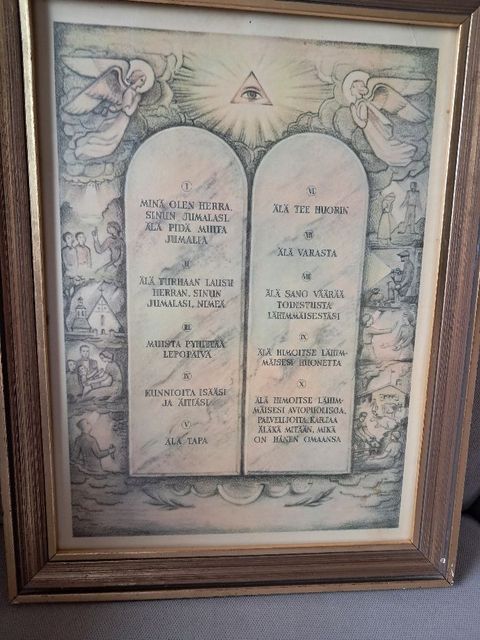 I
MINÄ OLEN HERRA,
SINUN JUMALASI.
ÄLÄ PIDÄ MUITA
JUMALIA
II
ÄLÄ TURHAAN LAUSU
HERRAN, SINUN
JUMALASI, NIMEÄ
III
MUISTA PYHITTÄÄ
LEPOPÄIVÄ
IV
KUNNIOITA ISÄÄSI
JA ÄITIÄSI
V
ÄLÄ TAPA
VI
ÄLÄ TEE HUORIN
VII
ÄLÄ VARASTA
VIII
ÄLÄ SANO VÄÄRÄÄ
TODISTUSTA
LÄHIMMÄISESTÄSI
IX
ÄLÄ HIMOITSE LÄHIM-
MÄISESI HUONETTA
X
ÄLÄ HIMOITSE LÄHIM-
MÄISESI AVIOPUOLISOA,
PALVELIJOITA, KARJAA
ÄLÄKÄ MITÄÄN, MIKÄ
ON HÄNEN OMAANSA